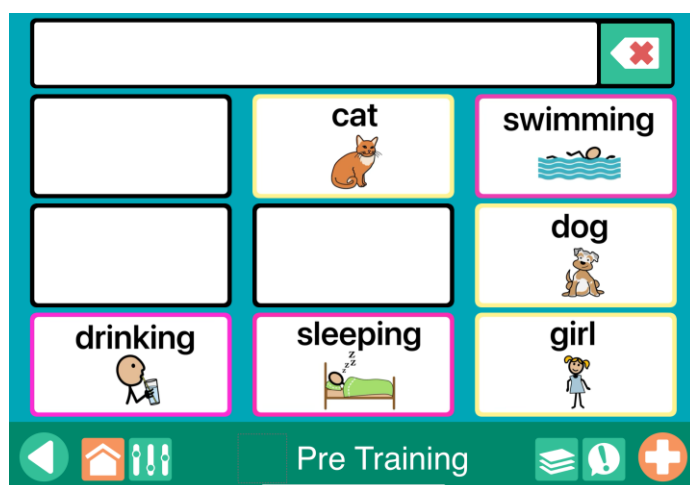 cat
swimming
dog
drinking
sleeping
z
z
z
girl
Pre Training